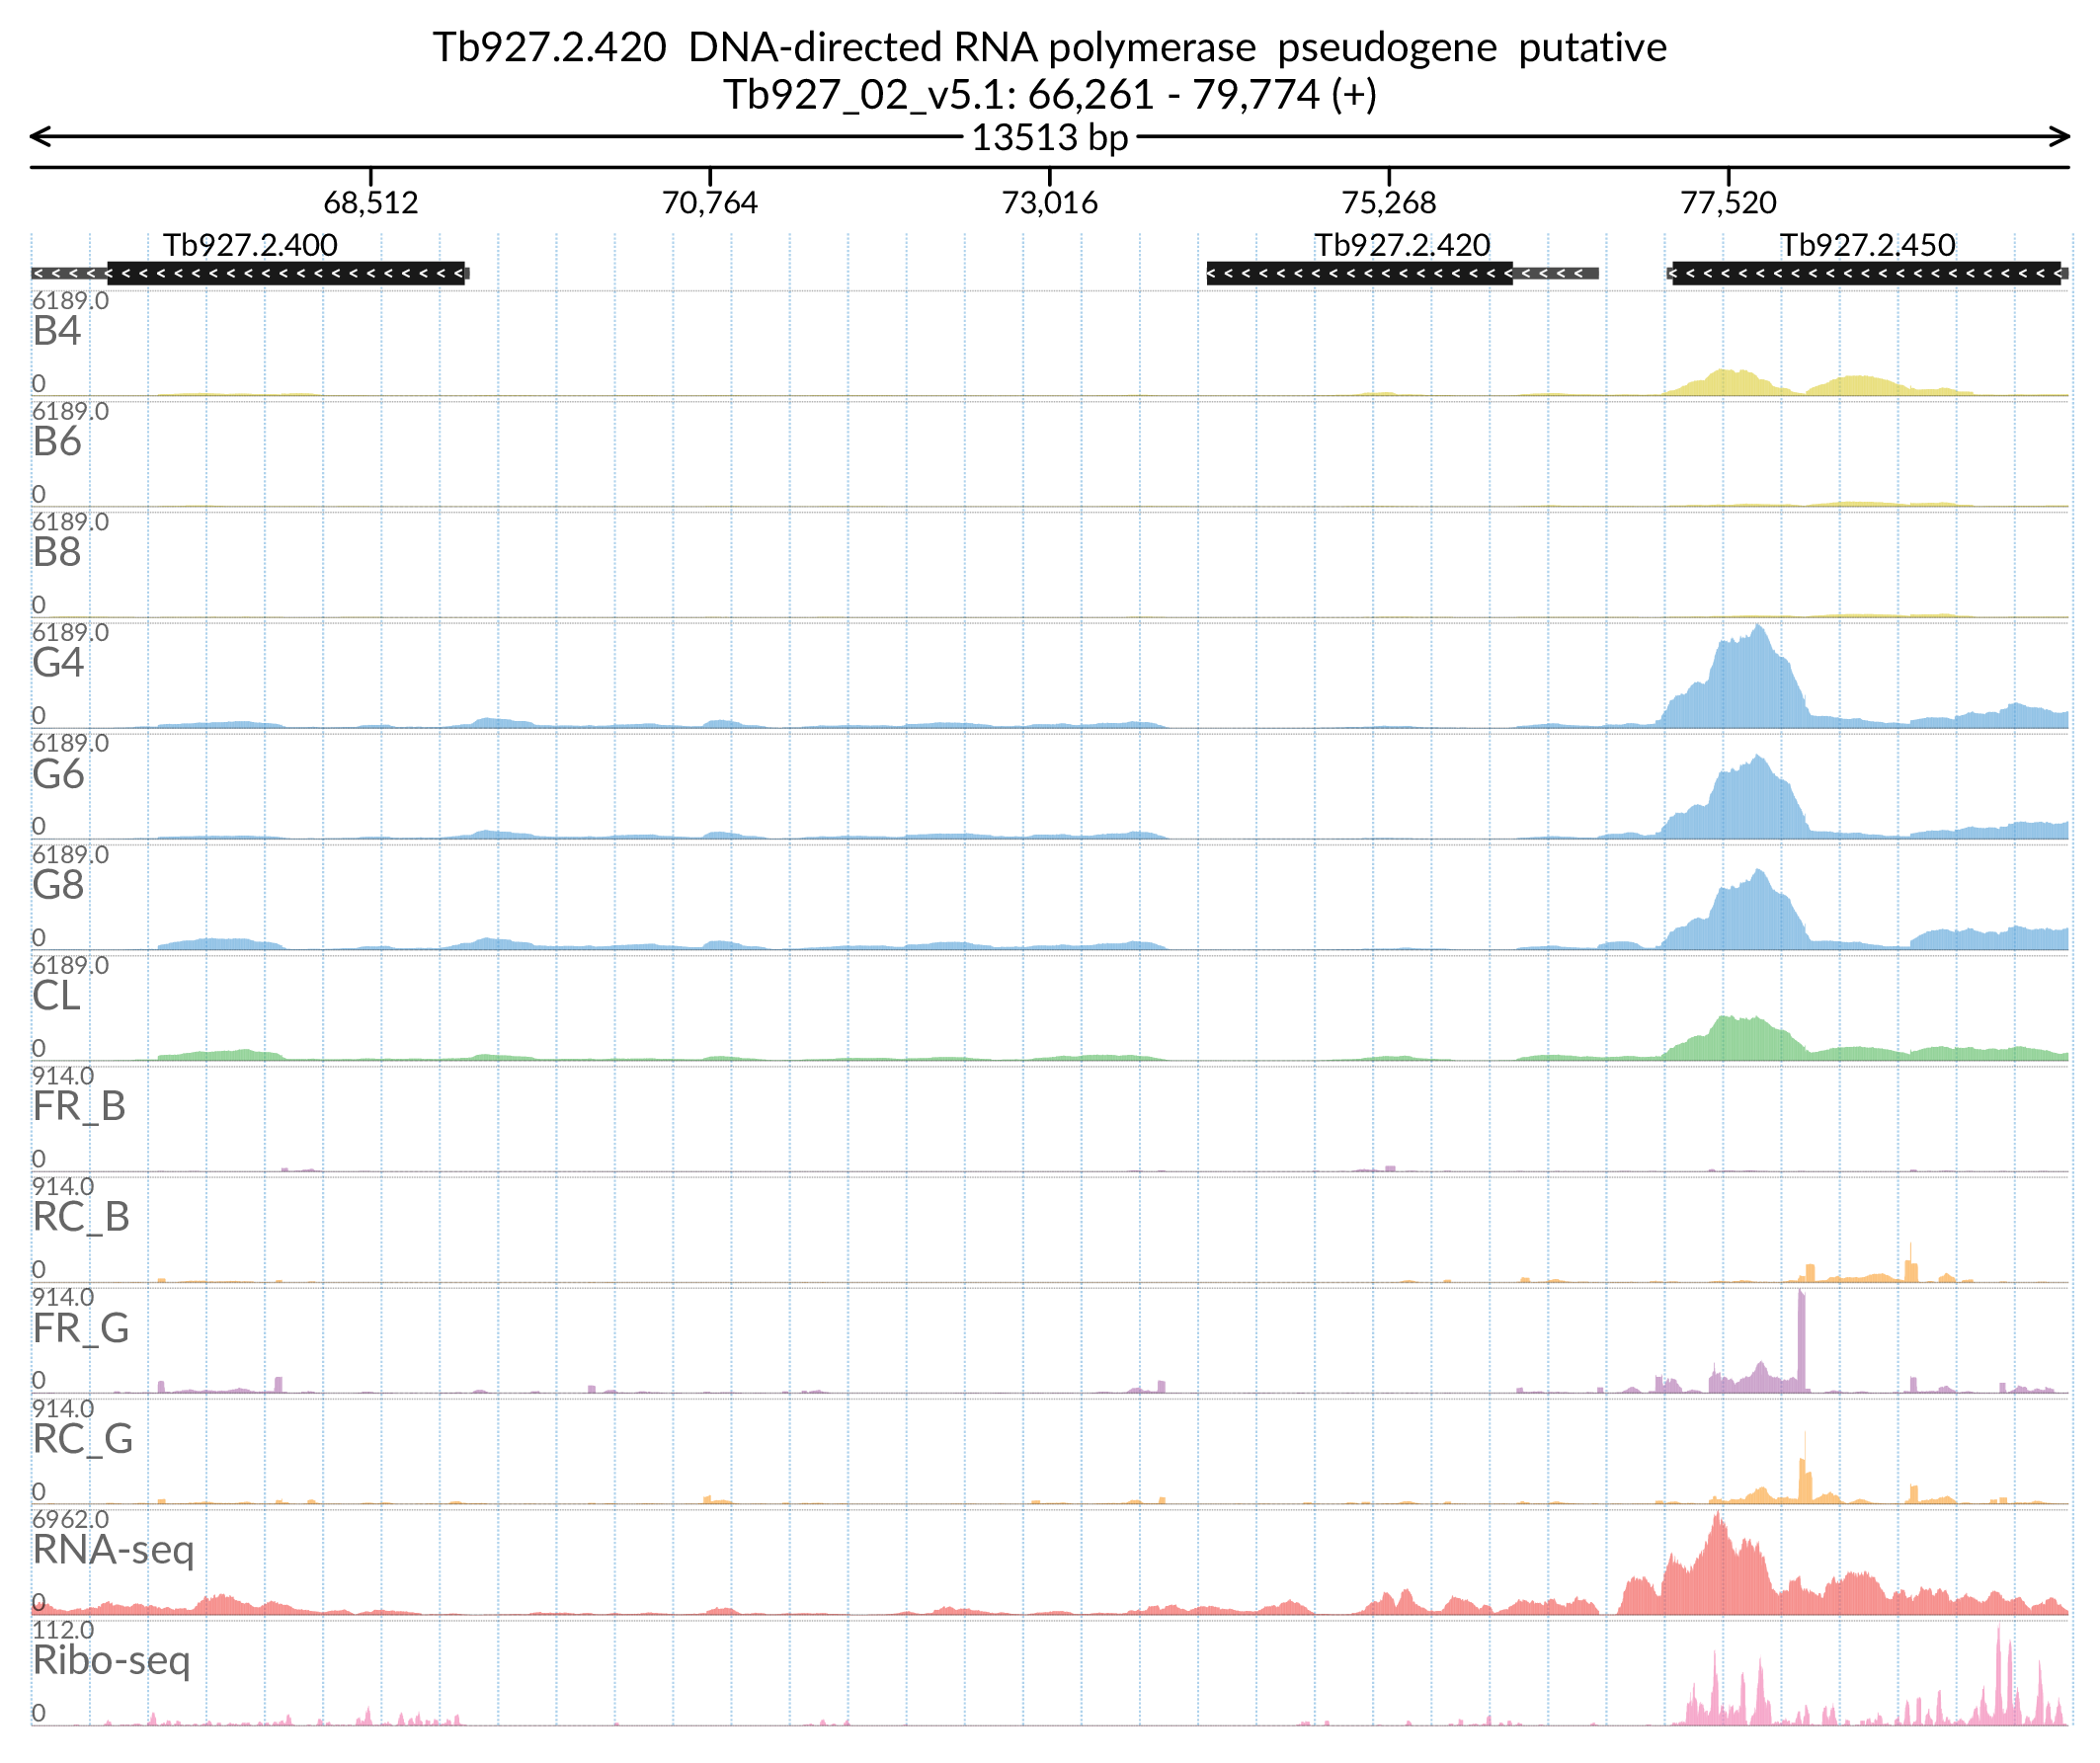 Tb927.2.420 DNA-directed RNA polymerase pseudogene putative
Tb927_02_v5.1: 66,261 - 79,774 (+)
13513 bp
68,512 70,764 73,016 75,268 77,520
Tb927.2.400 Tb927.2.420 Tb927.2.450
6189.0
B4
0
6189.0
B6
0
6189.0
B8
0
6189.0
G4
0
6189.0
G6
0
6189.0
G8
0
6189.0
CL
0
914.0
FR_B
0
914.0
RC_B
0
914.0
FR_G
0
914.0
RC_G
0
6962.0
RNA-seq
0
112.0
Ribo-seq
0